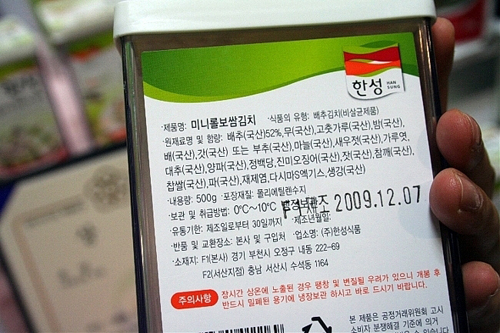 한성
HAN SUNG
·제품명: 미니롤보쌈김치 ·식품의 유형: 배추김치(비살균제품)
·원재료명 및 함량: 배추(국산)52%,무(국산),고춧가루(국산),밤(국산),
배(국산),갓(국산) 또는 부추(국산),마늘(국산),새우젓(국산),가루엿,
대추(국산),양파(국산),정백당,진미오징어(국산),잣(국산),참깨(국산),
찹쌀(국산),파(국산),재제염,다시마S엑기스,생강(국산)
·내용량: 500g ·포장재질: 폴리에틸렌수지
·보관 및 취급방법: 0℃~10℃ 2009.12.07
·유통기한: 제조일로부터 30일까지 ·제조년월일:
·반품 및 교환장소: 본사 및 구입처 ·업소명: (주)한성식품
·소재지: F1(본사) 경기 부천시 오정구 내동 222-69
F2(서산지점) 충남 서산시 수석동 1164
주의사항 장시간 상온에 노출된 경우 팽창 및 변질될 우려가 있으니 개봉 후
반드시 밀폐된 용기에 냉장보관 하시고 바로 드시기 바랍니다.
본 제품은 공정거래위원회 고시
소비자 분쟁해결 기준에 의거